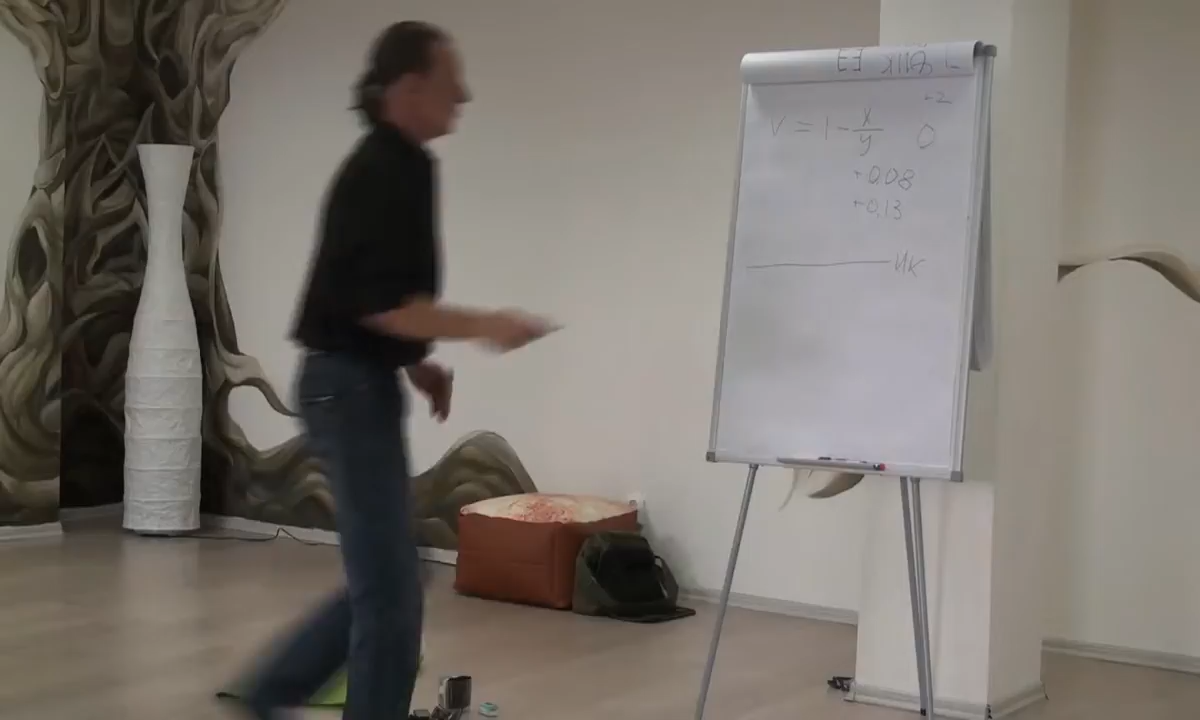 +2
V = 1 - x/y 0
+0.08
+0,13
ИК